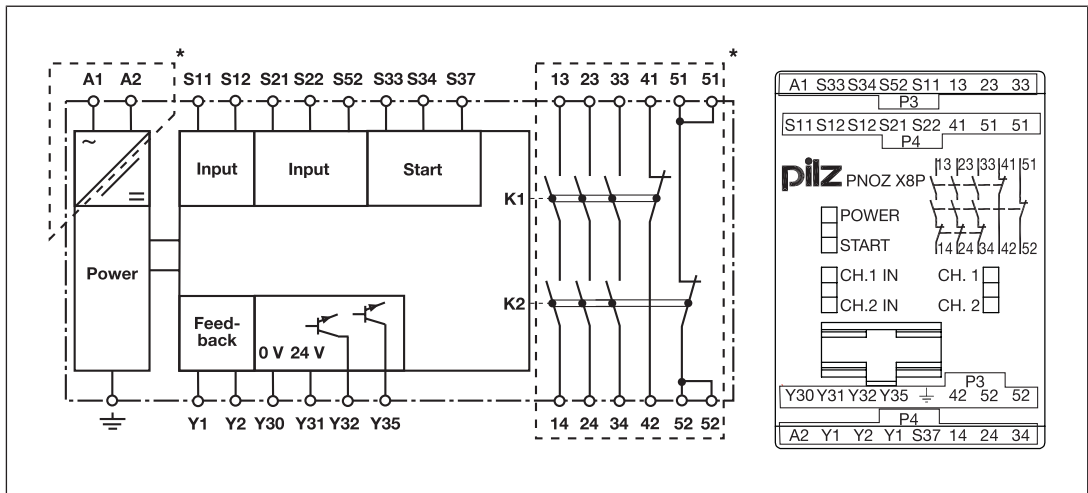 * *
A1 A2 S11 S12 S21 S22 S52 S33 S34 S37 13 23 33 41 51 51
~ =
Input Input Start
K1
Power
K2
Feed-
back
0 V 24 V
Y1 Y2 Y30 Y31 Y32 Y35 14 24 34 42 52 52
A1 S33 S34 S52 S11 13 23 33
P3
S11 S12 S12 S21 S22 41 51 51
P4
pilz PNOZ X8P
13 23 33 41 51
POWER
START
14 24 34 42 52
CH.1 IN CH. 1
CH.2 IN CH. 2
P3
Y30 Y31 Y32 Y35 42 52 52
P4
A2 Y1 Y2 Y1 S37 14 24 34